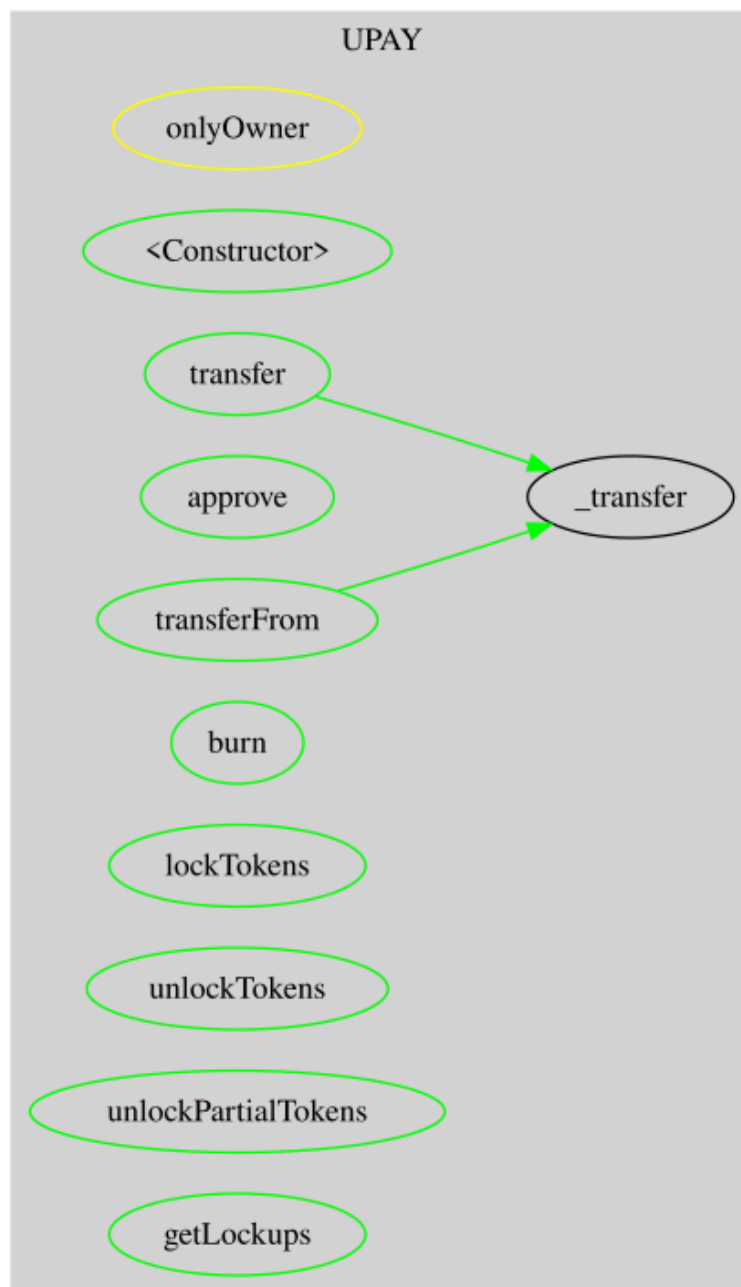 UPAY
onlyOwner
<Constructor>
transfer
approve
_transfer
transferFrom
burn
lockTokens
unlockTokens
unlockPartialTokens
getLockups